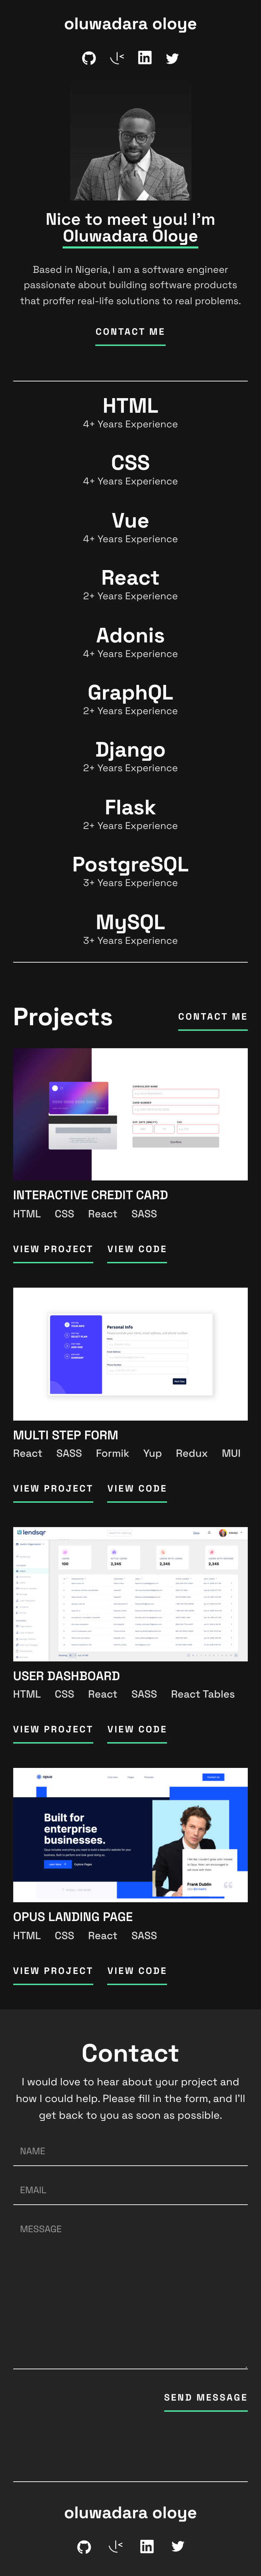 oluwadara oloye
Nice to meet you! I'm
Oluwadara Oloye
Based in Nigeria, I am a software engineer
passionate about building software products
that proffer real-life solutions to real problems.
CONTACT ME
HTML
4+ Years Experience
CSS
4+ Years Experience
Vue
4+ Years Experience
React
2+ Years Experience
Adonis
4+ Years Experience
GraphQL
2+ Years Experience
Django
2+ Years Experience
Flask
2+ Years Experience
PostgreSQL
3+ Years Experience
MySQL
3+ Years Experience
Projects
CONTACT ME
INTERACTIVE CREDIT CARD
HTML CSS React SASS
VIEW PROJECT VIEW CODE
Personal Info
MULTI STEP FORM
React SASS Formik Yup Redux MUI
VIEW PROJECT VIEW CODE
lendsqr
USER DASHBOARD
HTML CSS React SASS React Tables
VIEW PROJECT VIEW CODE
Built for
enterprise
businesses.
Frank Dublin
OPUS LANDING PAGE
HTML CSS React SASS
VIEW PROJECT VIEW CODE
Contact
I would love to hear about your project and
how I could help. Please fill in the form, and I'll
get back to you as soon as possible.
NAME
EMAIL
MESSAGE
SEND MESSAGE
oluwadara oloye